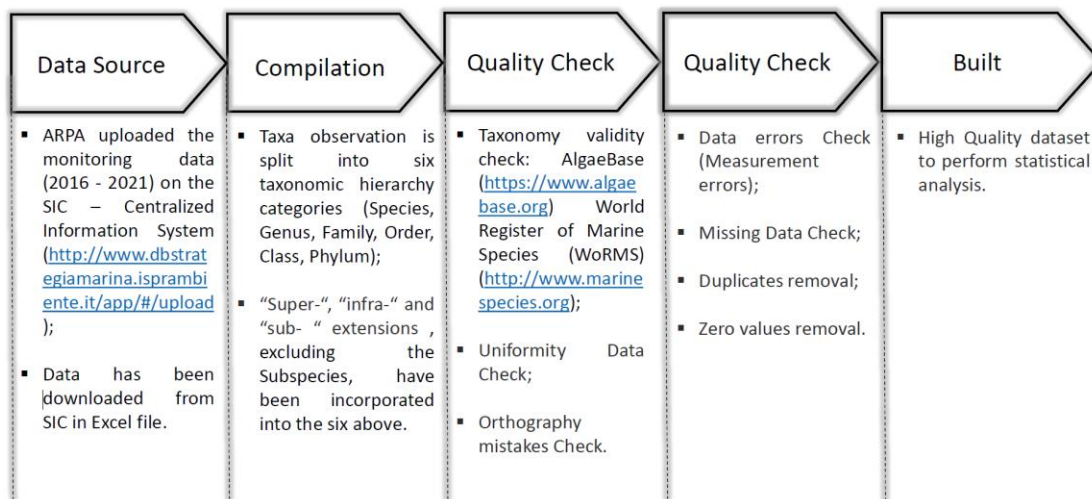 Data Source
▪ ARPA uploaded the
monitoring data
(2016 - 2021) on the
SIC – Centralized
Information System
(http://www.dbstrat
egiamarina.isprambi
ente.it/app/#/upload
);
▪ Data has been
downloaded from
SIC in Excel file.
Compilation
▪ Taxa observation is
split into six
taxonomic hierarchy
categories (Species,
Genus, Family, Order,
Class, Phylum);
▪ “Super-“, “infra-“ and
“sub- “ extensions ,
excluding the
Subspecies, have
been incorporated
into the six above.
Quality Check
▪ Taxonomy validity
check: AlgaeBase
(https://www.algae
base.org) World
Register of Marine
Species (WoRMS)
(http://www.marine
species.org);
▪ Uniformity Data
Check;
▪ Orthography
mistakes Check.
Quality Check
▪ Data errors Check
(Measurement
errors);
▪ Missing Data Check;
▪ Duplicates removal;
▪ Zero values removal.
Built
▪ High Quality dataset
to perform statistical
analysis.